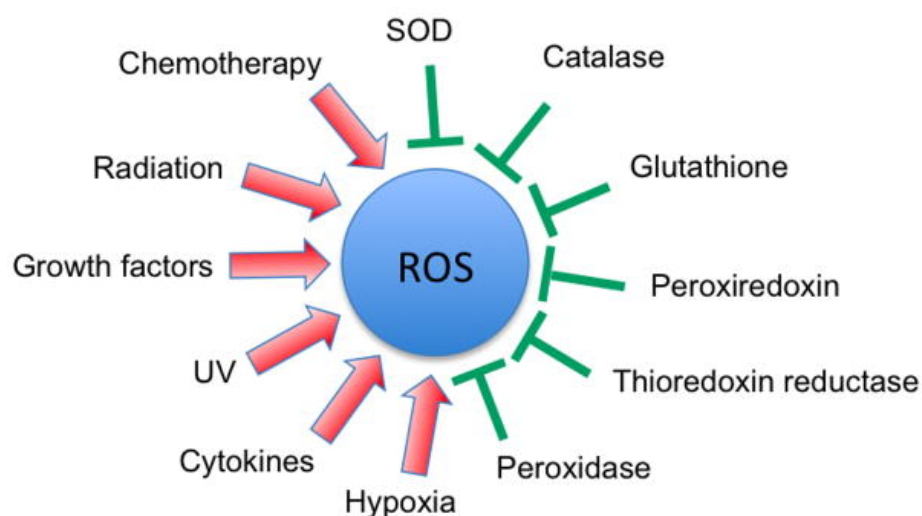 SOD
Chemotherapy
Catalase
Radiation
Glutathione
Growth factors
ROS
Peroxiredoxin
UV
Thioredoxin reductase
Cytokines
Peroxidase
Hypoxia